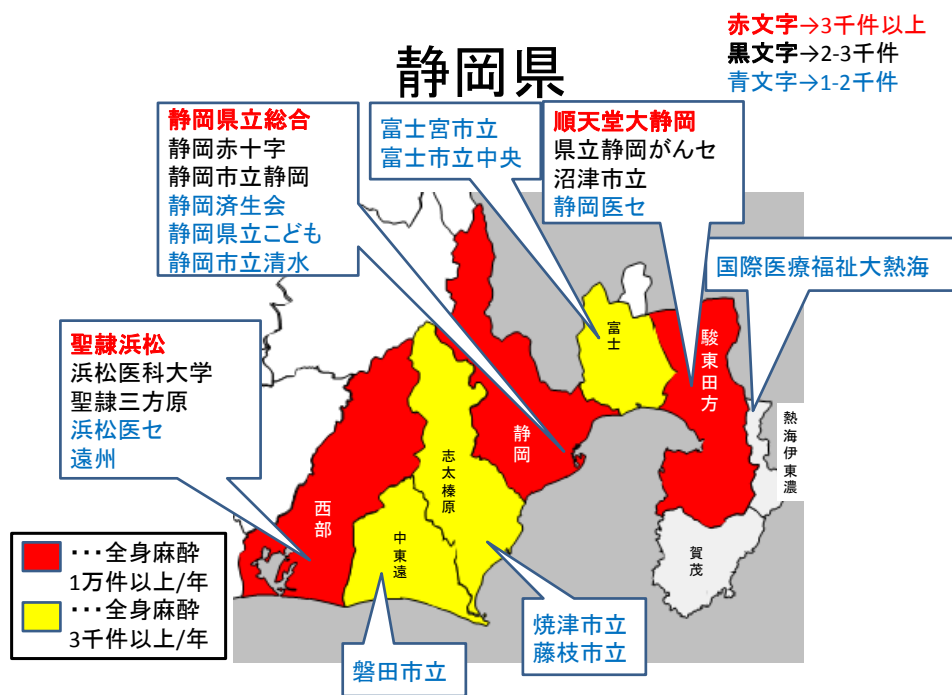 静岡県
赤文字→3千件以上
黒文字→2-3千件
青文字→1-2千件
静岡県立総合
静岡赤十字
静岡市立静岡
静岡済生会
静岡県立こども
静岡市立清水
富士宮市立
富士市立中央
順天堂大静岡
県立静岡がんセ
沼津市立
静岡医セ
国際医療福祉大熱海
聖隷浜松
浜松医科大学
聖隷三方原
浜松医セ
遠州
富士
駿東田方
熱海伊東濃
静岡
志太榛原
西部
中東遠
賀茂
・・・全身麻酔
1万件以上/年
・・・全身麻酔
3千件以上/年
磐田市立
焼津市立
藤枝市立